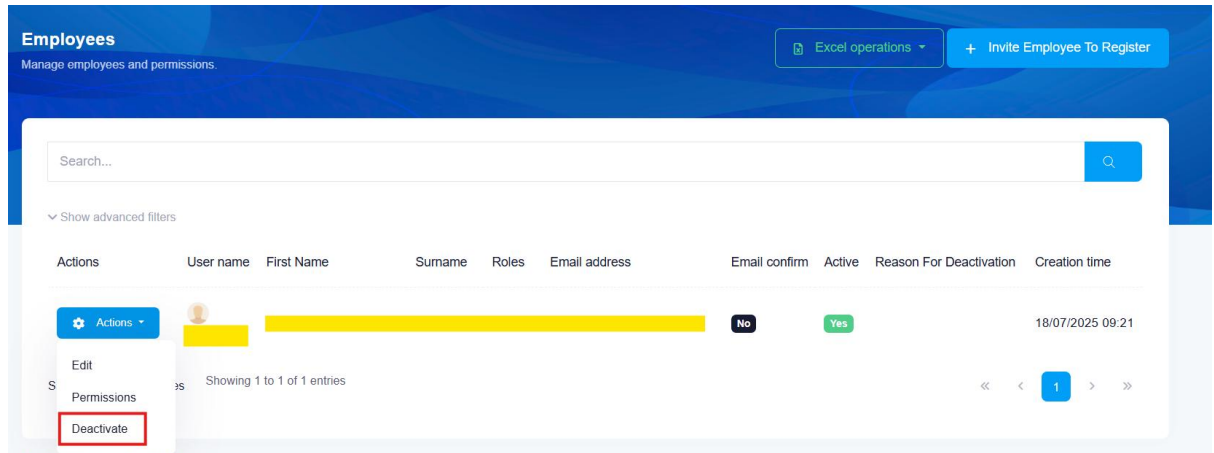 Employees
Manage employees and permissions.
Excel operations
+ Invite Employee To Register
Search...
Show advanced filters
Actions User name First Name Surname Roles Email address Email confirm Active Reason For Deactivation Creation time
Actions No Yes 18/07/2025 09:21
Edit
S es Showing 1 to 1 of 1 entries « < 1 > »
Permissions
Deactivate